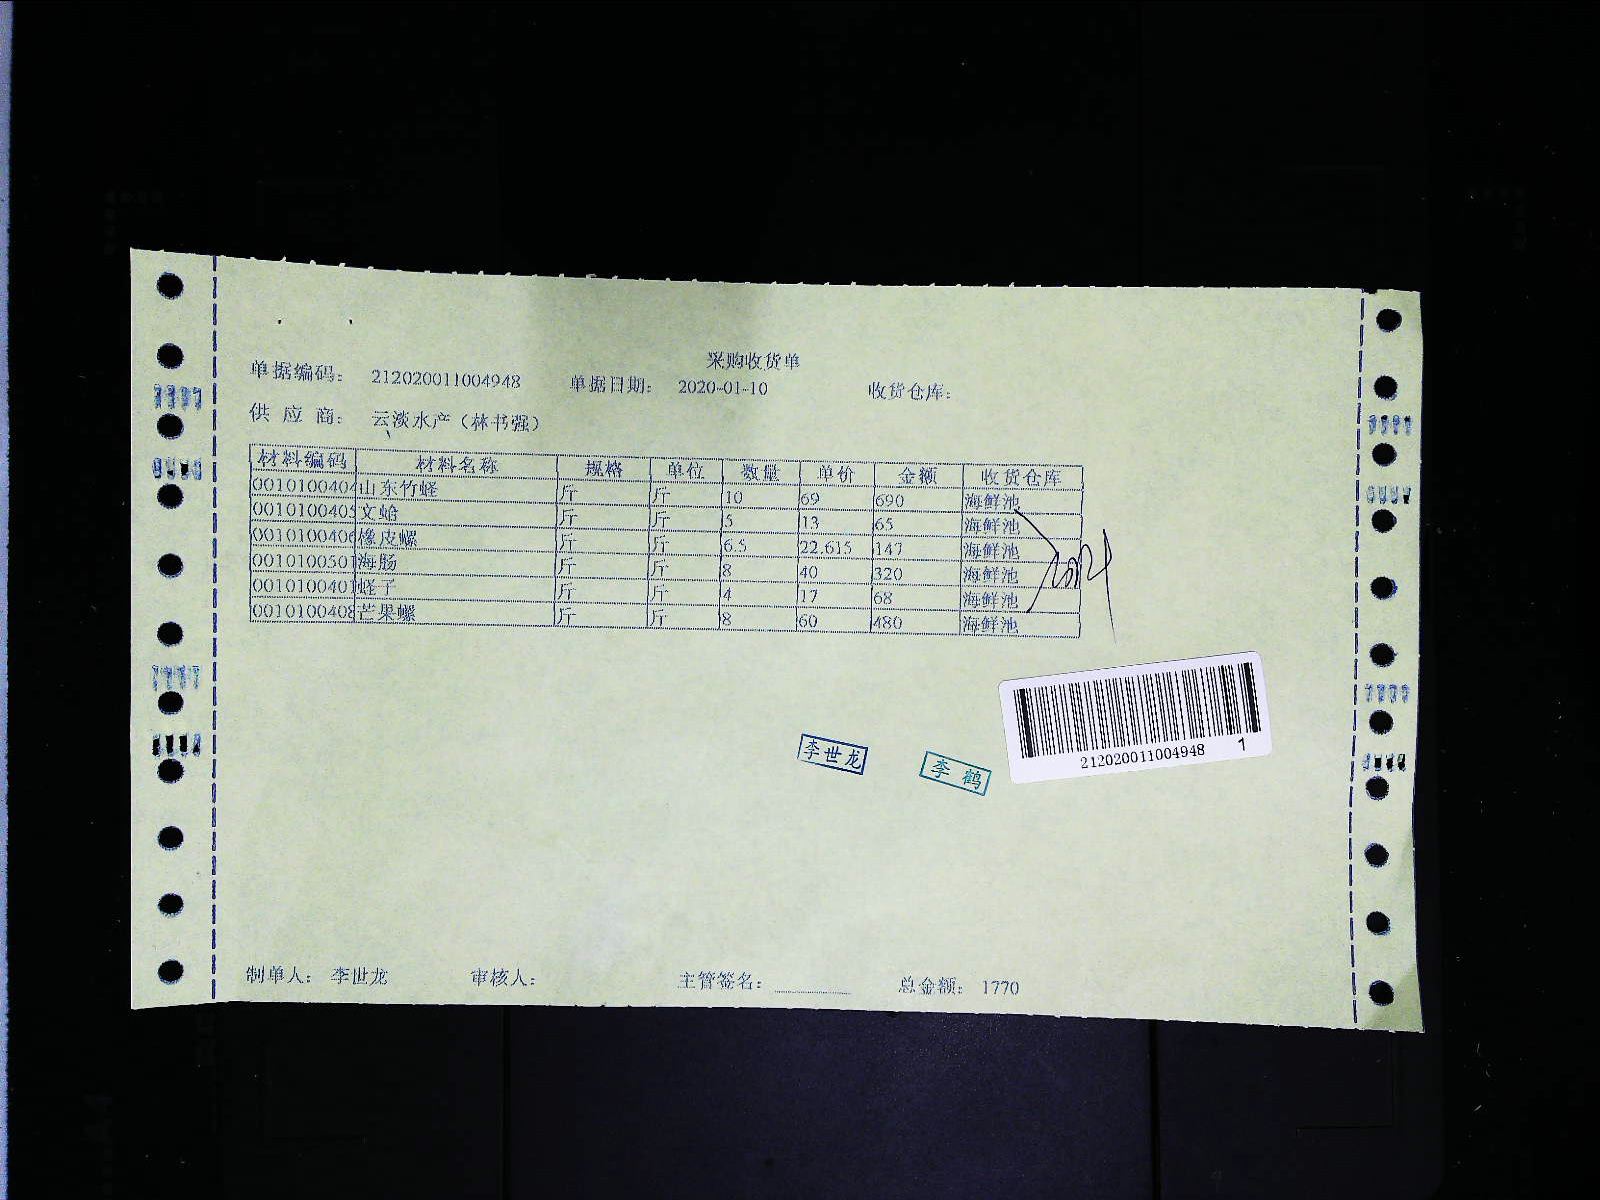 采购收货单
单据编码： 212020011004948 单据日期： 2020-01-10 收货仓库：
供 应 商： 云淡水产（林书强）
材料编码 材料名称 规格 单位 数量 单价 金额 收货仓库
0010100404 山东竹蛏 斤 斤 10 69 690 海鲜池
0010100405 文蛤 斤 斤 5 13 65 海鲜池
0010100406 橡皮螺 斤 斤 6.5 22.615 147 海鲜池
0010100501 海肠 斤 斤 8 40 320 海鲜池
0010100401 蛏子 斤 斤 4 17 68 海鲜池
0010100408 芒果螺 斤 斤 8 60 480 海鲜池
212020011004948 1
李世龙 李鹤
制单人： 李世龙 审核人： 主管签名： 总金额： 1770